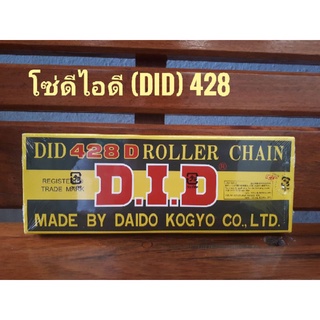 โซ่ดีไอดี (DID) 428
DID 428 D ROLLER CHAIN
REGISTERED
TRADE MARK
D.I.D®
MADE BY DAIDO KOGYO CO., LTD.